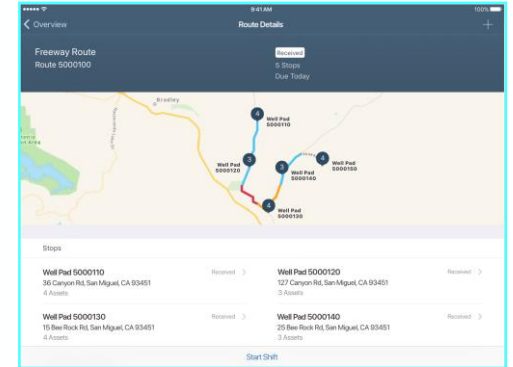 9:41 AM
100%
Overview
Route Details
Freeway Route
Route 5000100
Received
5 Stops
Due Today
Bradley
4
Well Pad
5000110
3
Well Pad
5000120
3
Well Pad
5000140
4
Well Pad
5000150
4
Well Pad
5000130
Stops
Well Pad 5000110
Received
36 Canyon Rd, San Miguel, CA 93451
4 Assets
Well Pad 5000120
Received
127 Canyon Rd, San Miguel, CA 93451
3 Assets
Well Pad 5000130
Received
15 Bee Rock Rd, San Miguel, CA 93451
4 Assets
Well Pad 5000140
Received
25 Bee Rock Rd, San Miguel, CA 93451
3 Assets
Start Shift